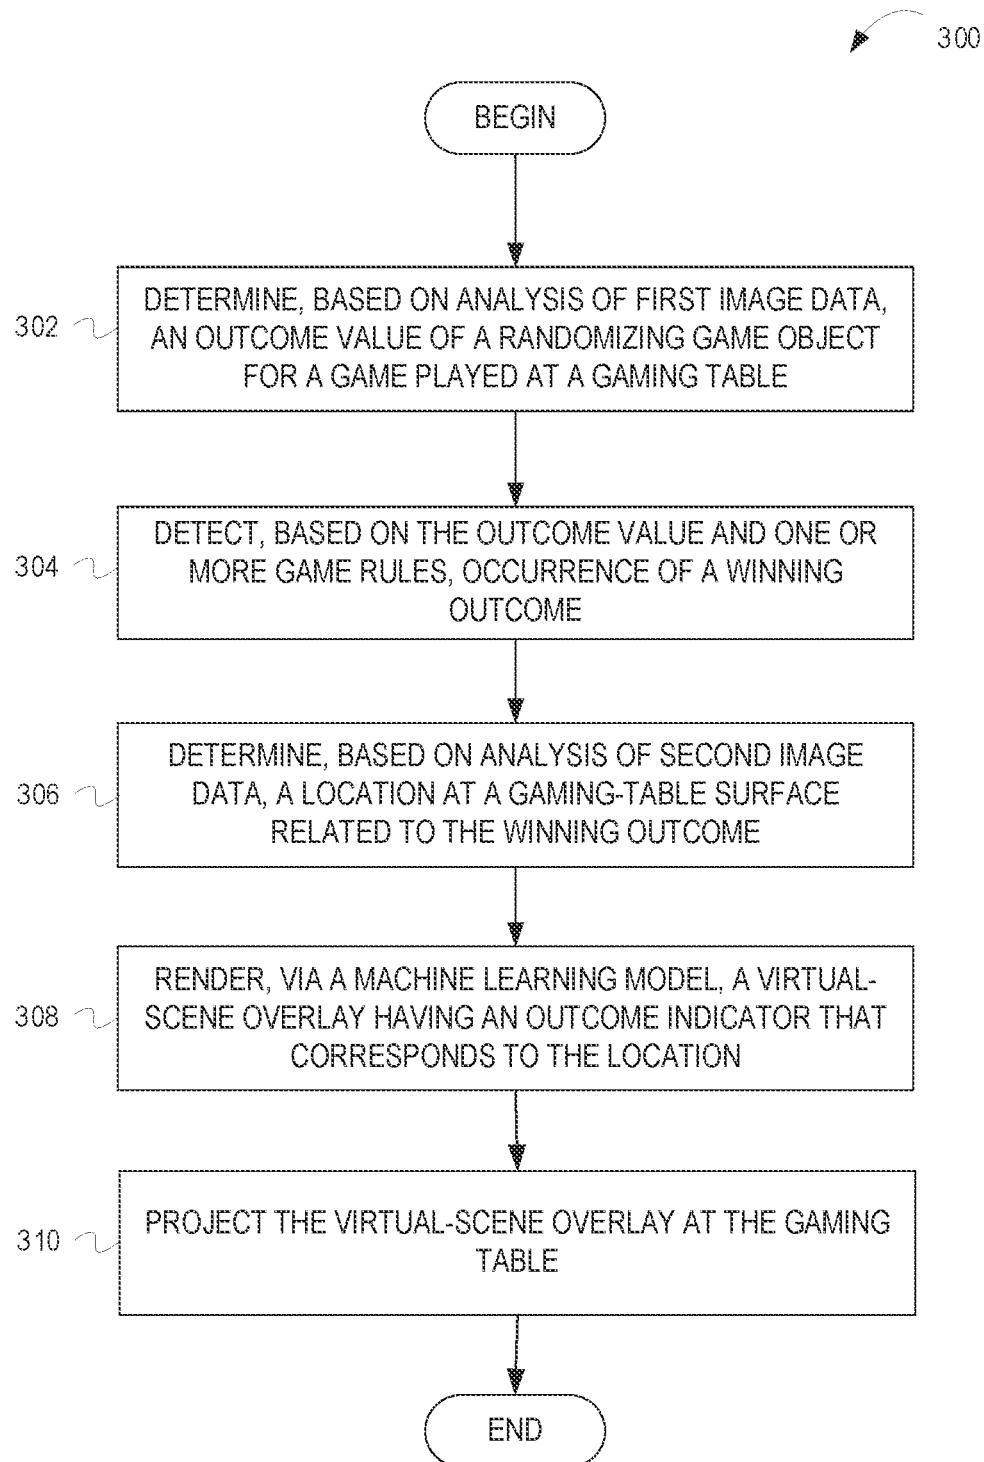 300
BEGIN
302
DETERMINE, BASED ON ANALYSIS OF FIRST IMAGE DATA,
AN OUTCOME VALUE OF A RANDOMIZING GAME OBJECT
FOR A GAME PLAYED AT A GAMING TABLE
304
DETECT, BASED ON THE OUTCOME VALUE AND ONE OR
MORE GAME RULES, OCCURRENCE OF A WINNING
OUTCOME
306
DETERMINE, BASED ON ANALYSIS OF SECOND IMAGE
DATA, A LOCATION AT A GAMING-TABLE SURFACE
RELATED TO THE WINNING OUTCOME
308
RENDER, VIA A MACHINE LEARNING MODEL, A VIRTUAL-
SCENE OVERLAY HAVING AN OUTCOME INDICATOR THAT
CORRESPONDS TO THE LOCATION
310
PROJECT THE VIRTUAL-SCENE OVERLAY AT THE GAMING
TABLE
END